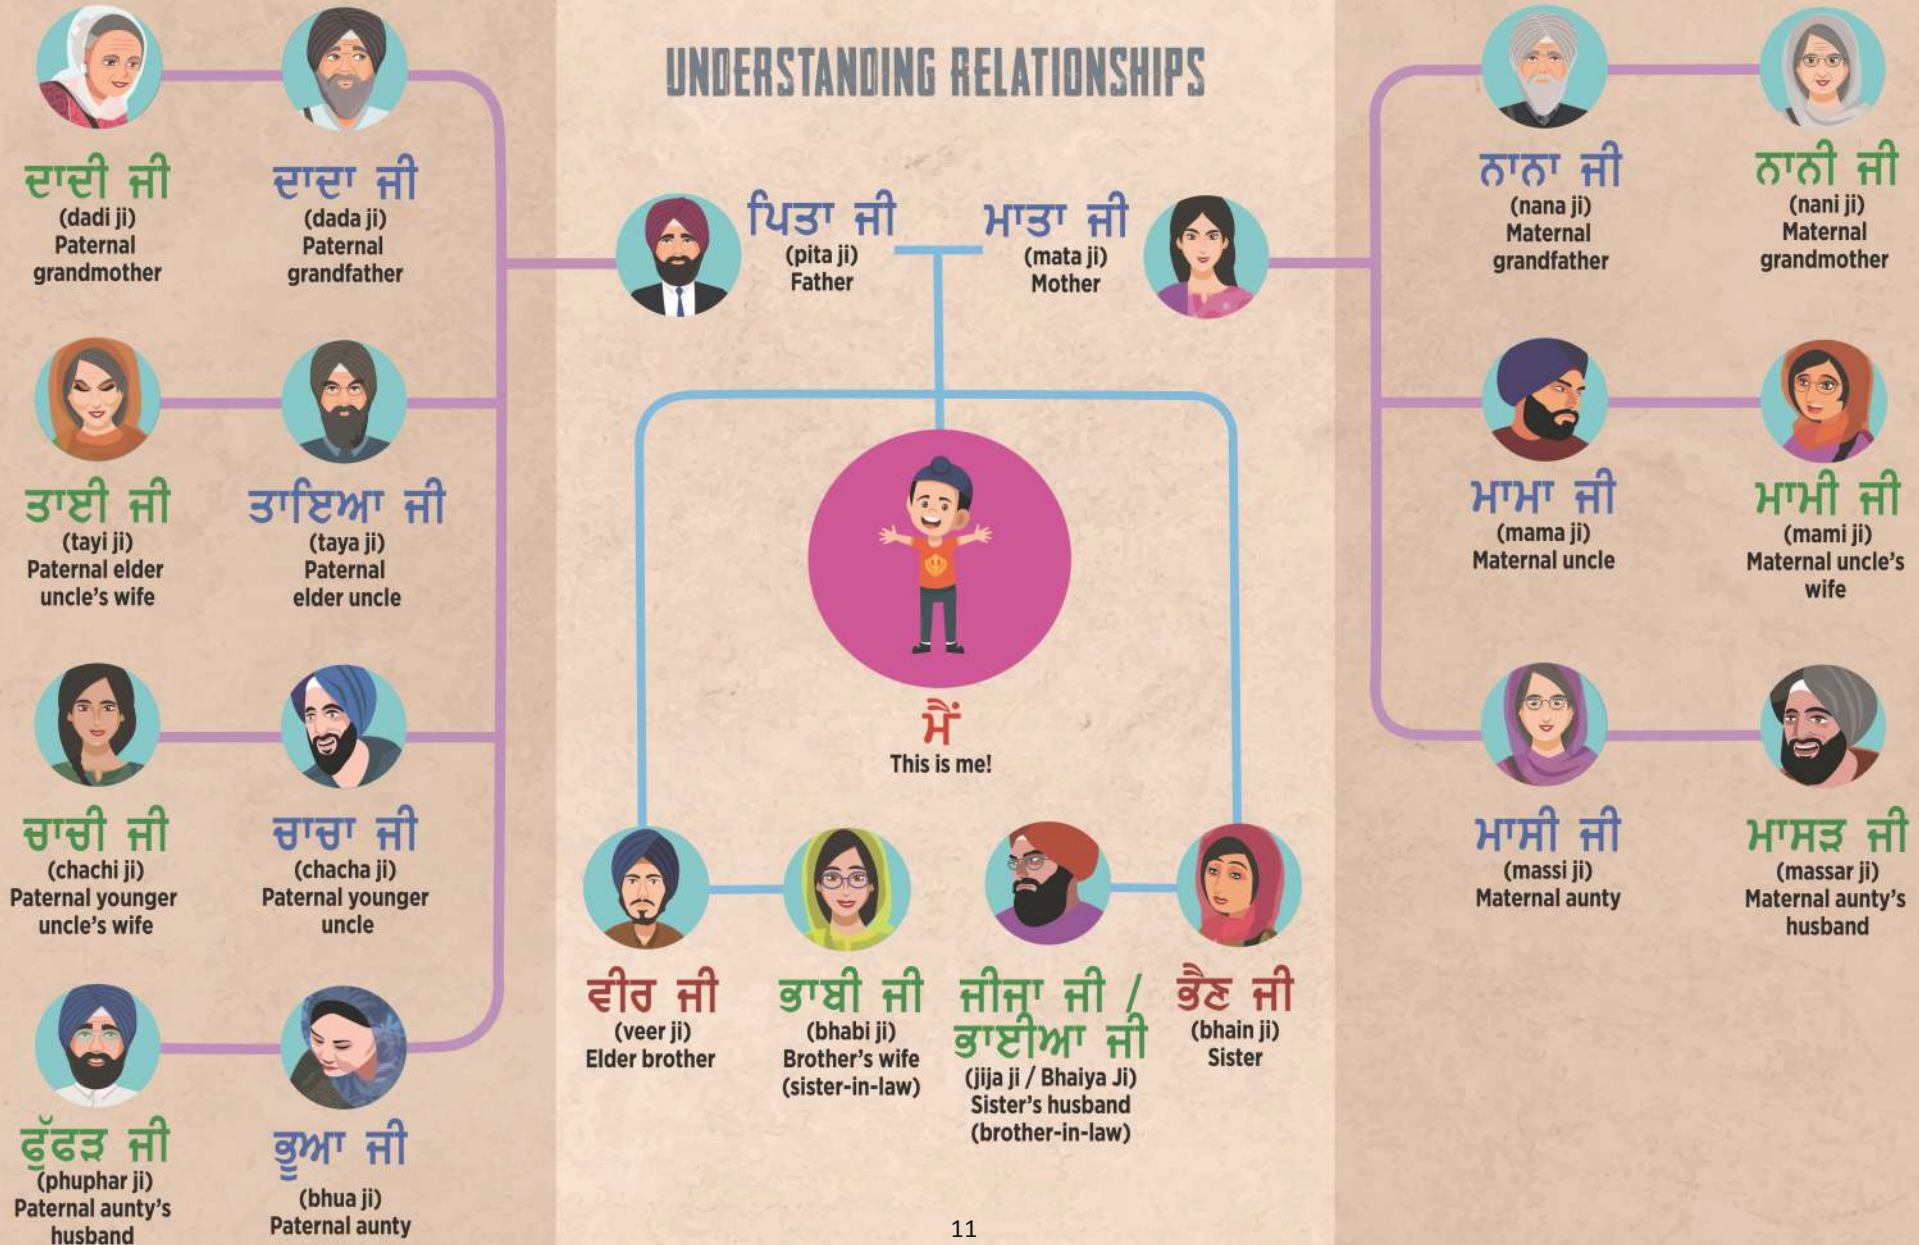 UNDERSTANDING RELATIONSHIPS
ਦਾਦੀ ਜੀ
(dadi ji)
Paternal
grandmother
ਦਾਦਾ ਜੀ
(dada ji)
Paternal
grandfather
ਤਾਈ ਜੀ
(tayi ji)
Paternal elder
uncle's wife
ਤਾਇਆ ਜੀ
(taya ji)
Paternal
elder uncle
ਚਾਚੀ ਜੀ
(chachi ji)
Paternal younger
uncle's wife
ਚਾਚਾ ਜੀ
(chacha ji)
Paternal younger
uncle
ਫੁੱਫੜ ਜੀ
(phuphar ji)
Paternal aunty's
husband
ਭੂਆ ਜੀ
(bhua ji)
Paternal aunty
ਪਿਤਾ ਜੀ
(pita ji)
Father
ਮਾਤਾ ਜੀ
(mata ji)
Mother
ਮੈਂ
This is me!
ਵੀਰ ਜੀ
(veer ji)
Elder brother
ਭਾਬੀ ਜੀ
(bhabi ji)
Brother's wife
(sister-in-law)
ਜੀਜਾ ਜੀ /
ਭਾਈਆ ਜੀ
(jija ji / Bhaiya Ji)
Sister's husband
(brother-in-law)
ਭੈਣ ਜੀ
(bhain ji)
Sister
ਨਾਨਾ ਜੀ
(nana ji)
Maternal
grandfather
ਨਾਨੀ ਜੀ
(nani ji)
Maternal
grandmother
ਮਾਮਾ ਜੀ
(mama ji)
Maternal uncle
ਮਾਮੀ ਜੀ
(mami ji)
Maternal uncle's
wife
ਮਾਸੀ ਜੀ
(massi ji)
Maternal aunty
ਮਾਸੜ ਜੀ
(massar ji)
Maternal aunty's
husband
11